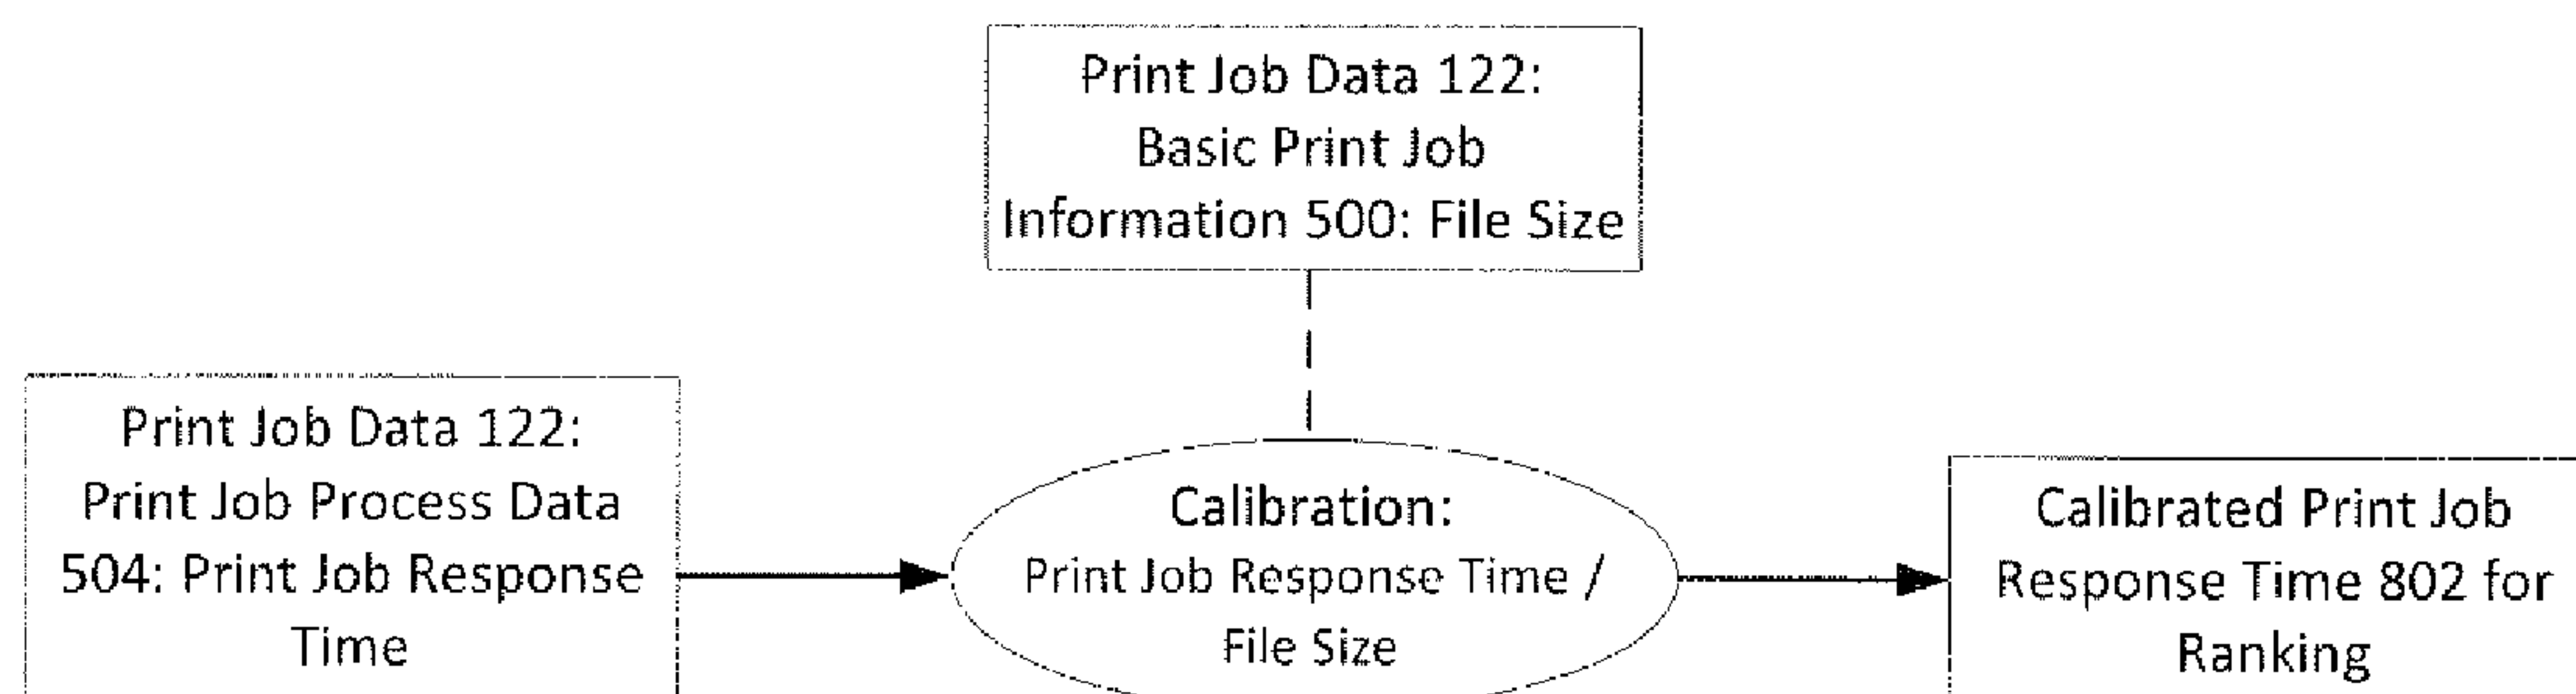 Print Job Data 122:
Basic Print Job
Information 500: File Size
Print Job Data 122:
Print Job Process Data
504: Print Job Response
Time
Calibration:
Print Job Response Time /
File Size
Calibrated Print Job
Response Time 802 for
Ranking